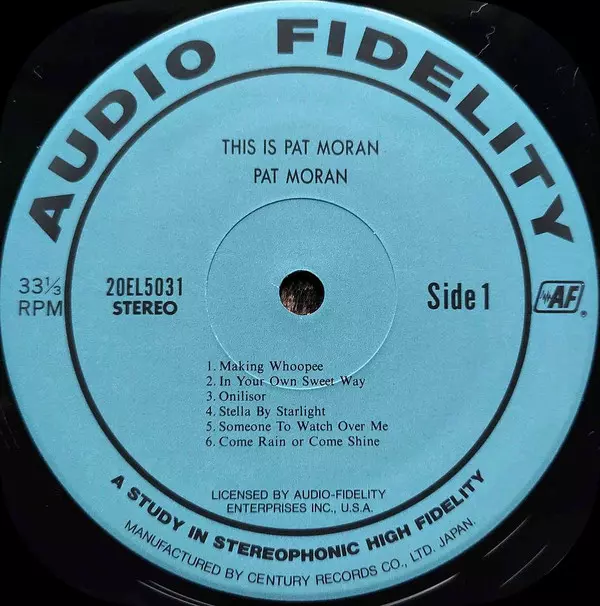 AUDIO FIDELITY
THIS IS PAT MORAN
PAT MORAN
33⅓
RPM
20EL5031
STEREO
Side 1
AF
®
1. Making Whoopee
2. In Your Own Sweet Way
3. Onilisor
4. Stella By Starlight
5. Someone To Watch Over Me
6. Come Rain or Come Shine
LICENSED BY AUDIO-FIDELITY
ENTERPRISES INC., U.S.A.
A STUDY IN STEREOPHONIC HIGH FIDELITY
MANUFACTURED BY CENTURY RECORDS CO., LTD. JAPAN.